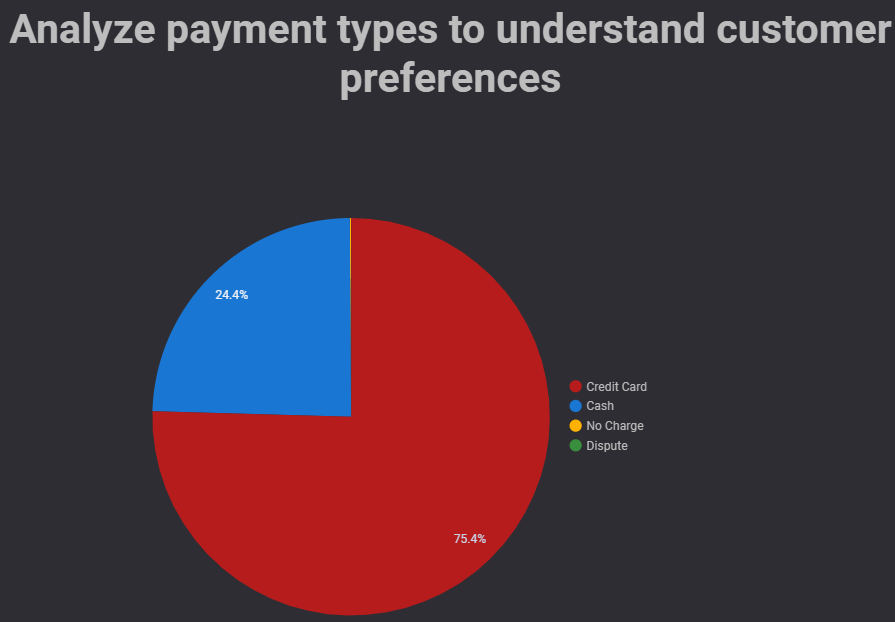 Analyze payment types to understand customer
preferences
24.4%
Credit Card
Cash
No Charge
Dispute
75.4%